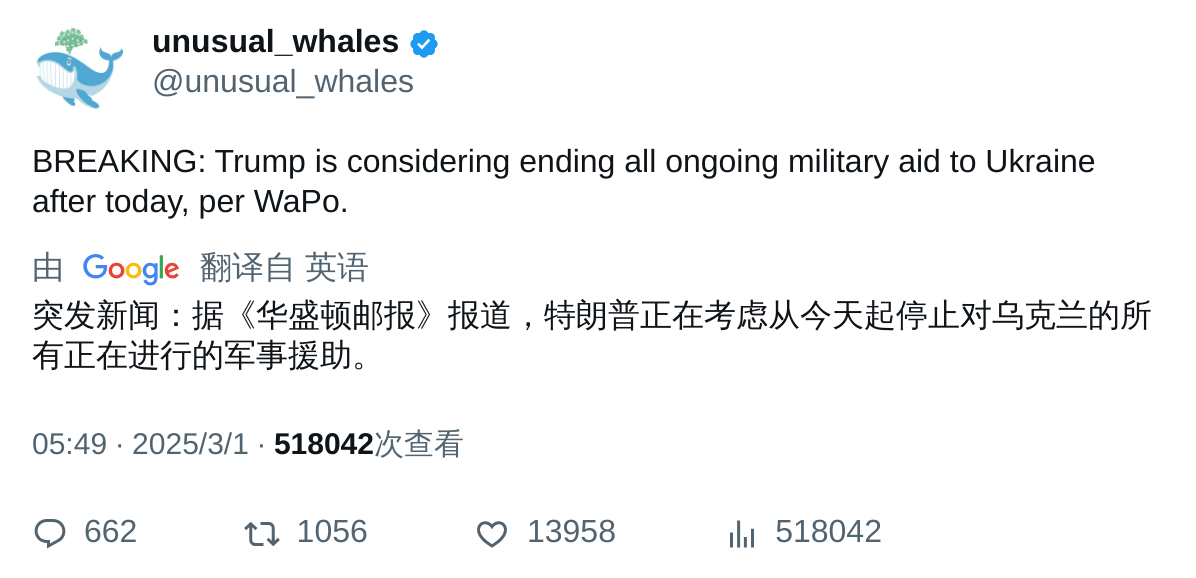 unusual_whales
@unusual_whales
BREAKING: Trump is considering ending all ongoing military aid to Ukraine
after today, per WaPo.
由 Google 翻译自 英语
突发新闻：据《华盛顿邮报》报道，特朗普正在考虑从今天起停止对乌克兰的所
有正在进行的军事援助。
05:49 · 2025/3/1 · 518042次查看
662 1056 13958 518042